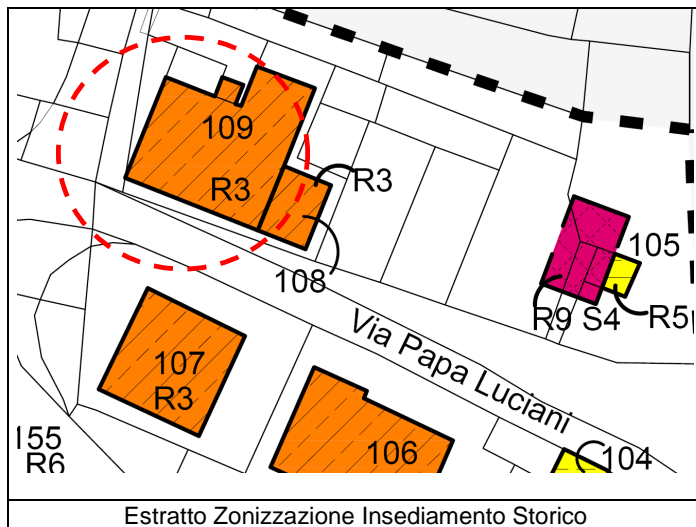 109
R3
R3
108
105
R9 S4
R5
Via Papa Luciani
107
R3
106
104
155
R6
Estratto Zonizzazione Insediamento Storico